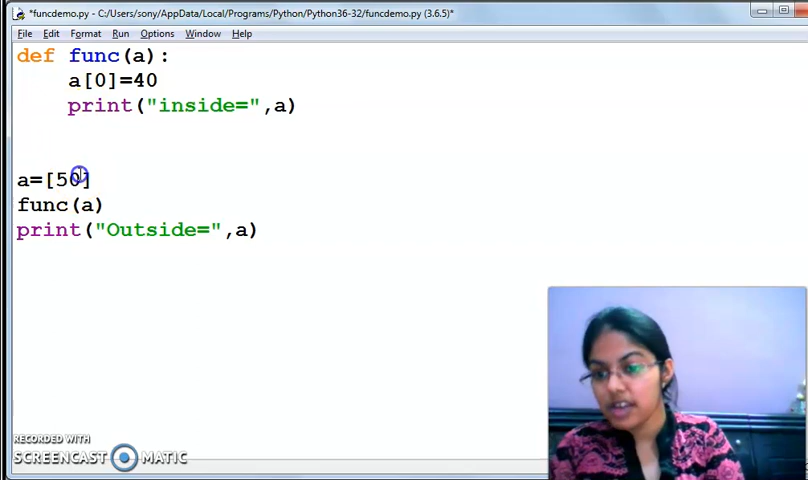 *funcdemo.py - C:/Users/sony/AppData/Local/Programs/Python/Python36-32/funcdemo.py (3.6.5)*
File Edit Format Run Options Window Help
def func(a):
a[0]=40
print("inside=",a)
a=[50]
func(a)
print("Outside=",a)
RECORDED WITH
SCREENCAST MATIC